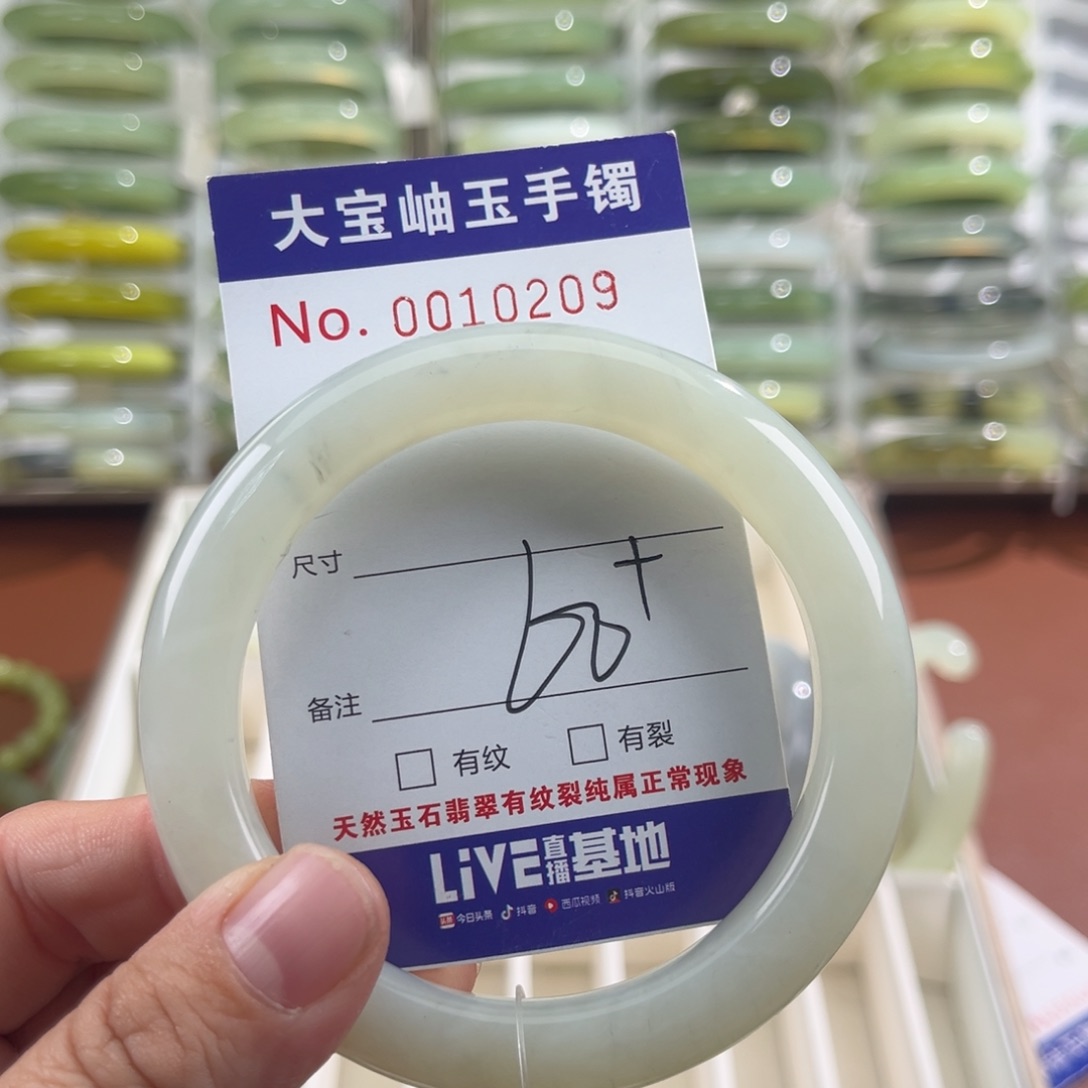 大宝岫玉手镯
No. 0010209
尺寸
60+
备注
□ 有纹 □ 有裂
天然玉石翡翠有纹裂纯属正常现象
LiVE直播基地
今日头条 抖音 西瓜视频 抖音火山版